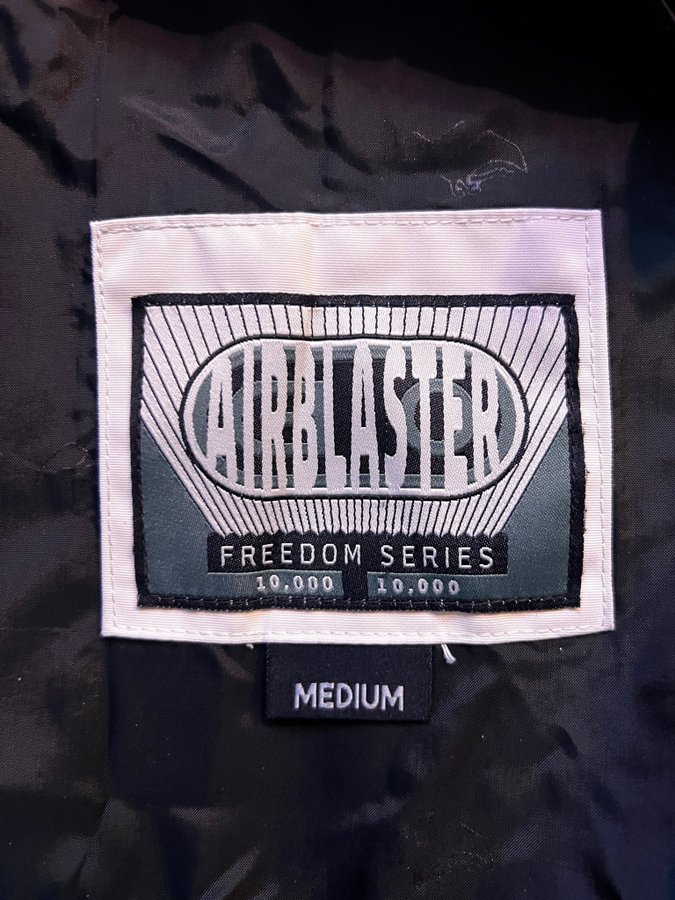 AIRBLASTER
FREEDOM SERIES
10.000 10.000
MEDIUM